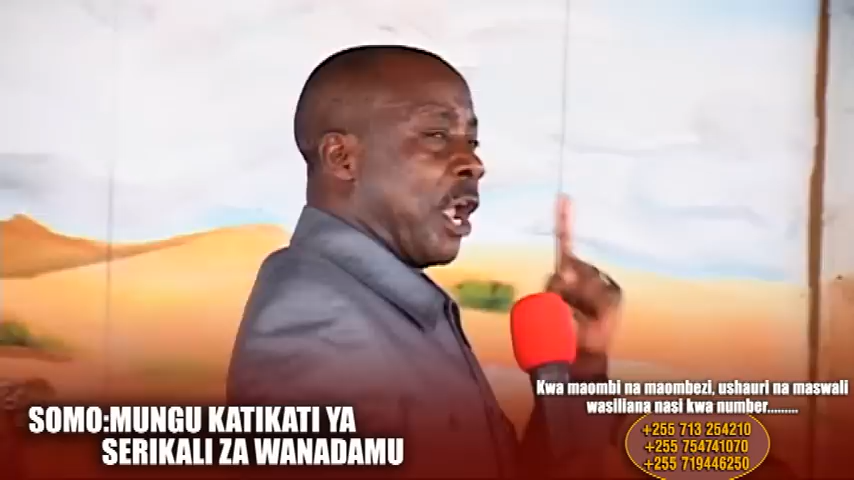 SOMO:MUNGU KATIKATI YA
SERIKALI ZA WANADAMU
Kwa maombi na maombezi, ushauri na maswali
wasiliana nasi kwa number.........
+255 713 254210
+255 754741070
+255 719446250